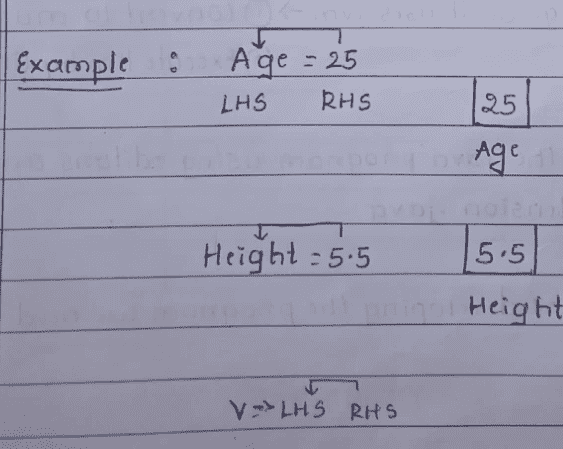 Example : Age = 25
LHS RHS 25
Age
Height = 5.5 5.5
Height
V => LHS RHS